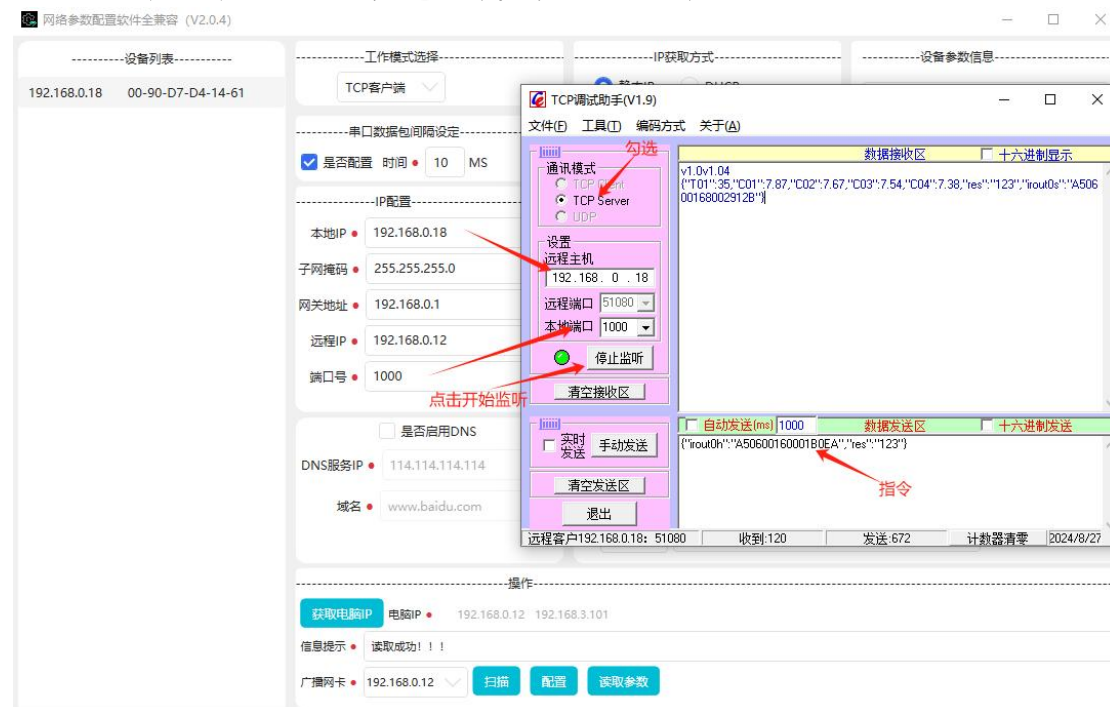 网络参数配置软件全兼容 (V2.0.4)
----------设备列表-----------
192.168.0.18 00-90-D7-D4-14-61
------------工作模式选择------------
TCP客户端
------------IP获取方式------------
DHCP
----------设备参数信息----------
---------串口数据包间隔设定---------
是否配置 时间 10 MS
-------------IP配置-------------
本地IP 192.168.0.18
子网掩码 255.255.255.0
网关地址 192.168.0.1
远程IP 192.168.0.12
端口号 1000
点击开始监听
是否启用DNS
DNS服务IP 114.114.114.114
域名 www.baidu.com
TCP调试助手(V1.9)
文件(F) 工具(T) 编码方式 关于(A)
勾选
通讯模式
TCP Client
TCP Server
UDP
设置
远程主机
192.168. 0 . 18
远程端口 51080
本地端口 1000
停止监听
清空接收区
数据接收区 十六进制显示
v1.0v1.04
{"T01":35,"C01":7.87,"C02":7.67,"C03":7.54,"C04":7.38,"res":"123","irout0s":"A506
00168002912B"}
自动发送(ms) 1000 数据发送区 十六进制发送
实时发送 手动发送
{"irout0h":"A50600160001B0EA","res":"123"}
指令
清空发送区
退出
远程客户192.168.0.18: 51080 收到:120 发送:672 计数器清零 2024/8/27
----------操作----------
获取电脑IP 电脑IP 192.168.0.12 192.168.3.101
信息提示 读取成功!!!
广播网卡 192.168.0.12 扫描 配置 读取参数